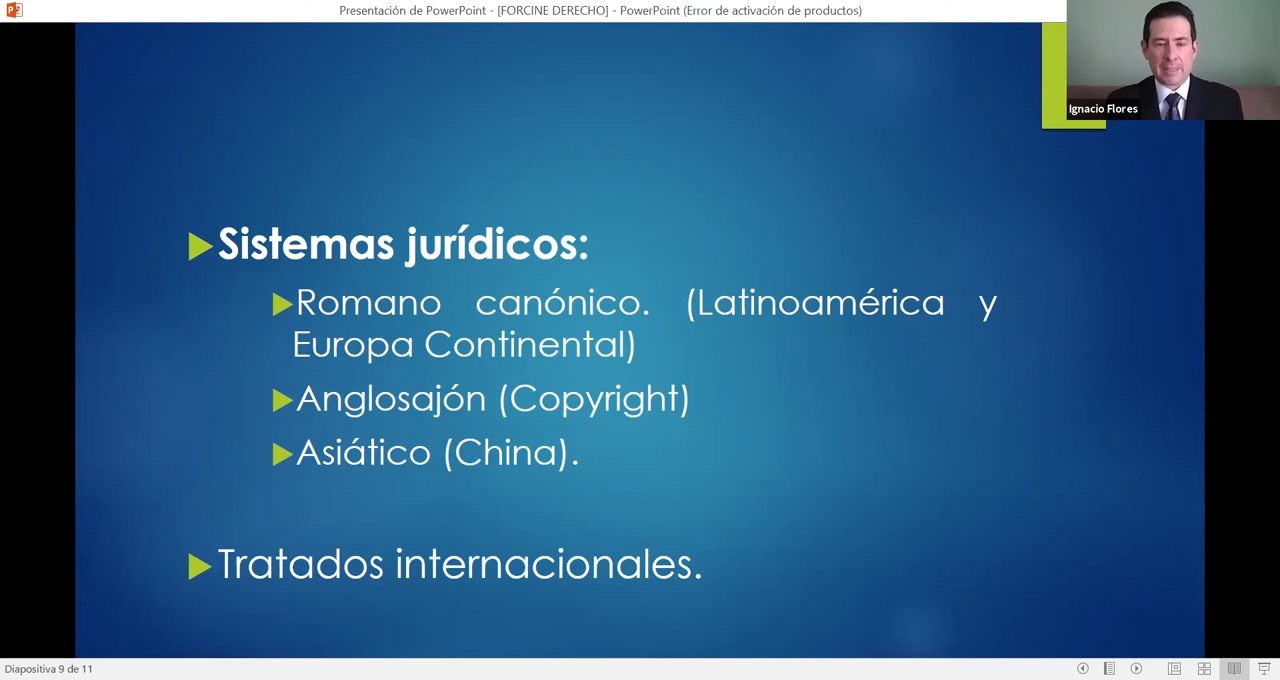 Presentación de PowerPoint - [FORCINE DERECHO] - PowerPoint (Error de activación de productos)
Ignacio Flores
Sistemas jurídicos:
Romano canónico. (Latinoamérica y
Europa Continental)
Anglosajón (Copyright)
Asiático (China).
Tratados internacionales.
Diapositiva 9 de 11